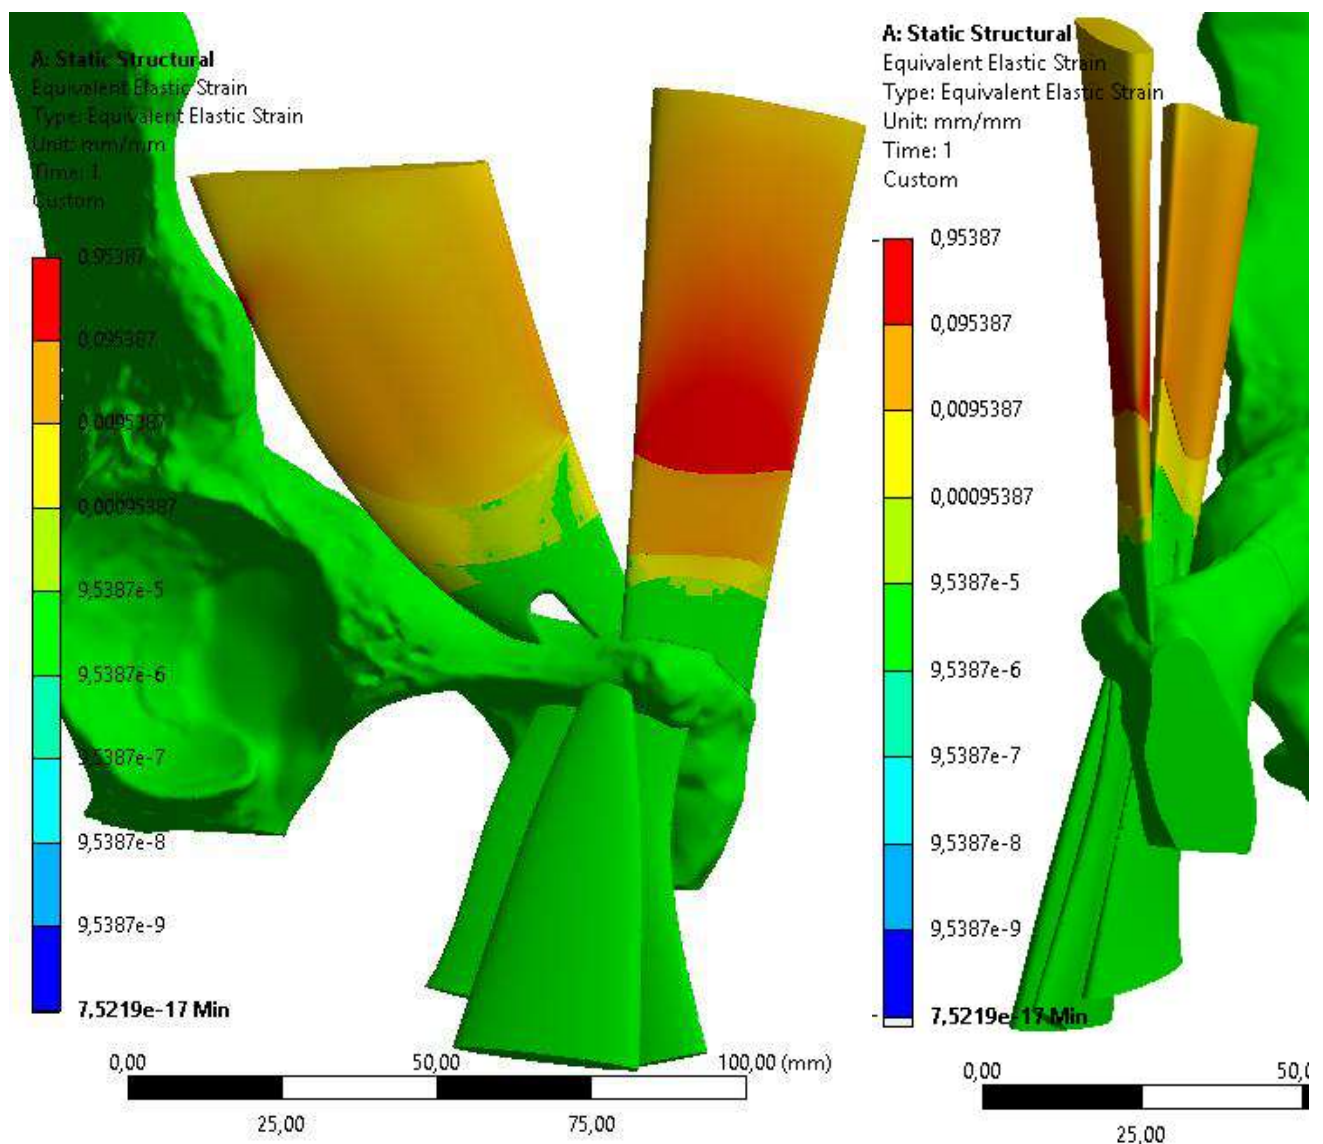 A: Static Structural
Equivalent Elastic Strain
Type: Equivalent Elastic Strain
Unit: mm/mm
Time: 1
Custom
0,95387
0,095387
0,0095387
0,00095387
9,5387e-5
9,5387e-6
9,5387e-7
9,5387e-8
9,5387e-9
7,5219e-17 Min
0,00
50,00
100,00 (mm)
25,00
75,00
A: Static Structural
Equivalent Elastic Strain
Type: Equivalent Elastic Strain
Unit: mm/mm
Time: 1
Custom
0,95387
0,095387
0,0095387
0,00095387
9,5387e-5
9,5387e-6
9,5387e-7
9,5387e-8
9,5387e-9
7,5219e-17 Min
0,00
25,00